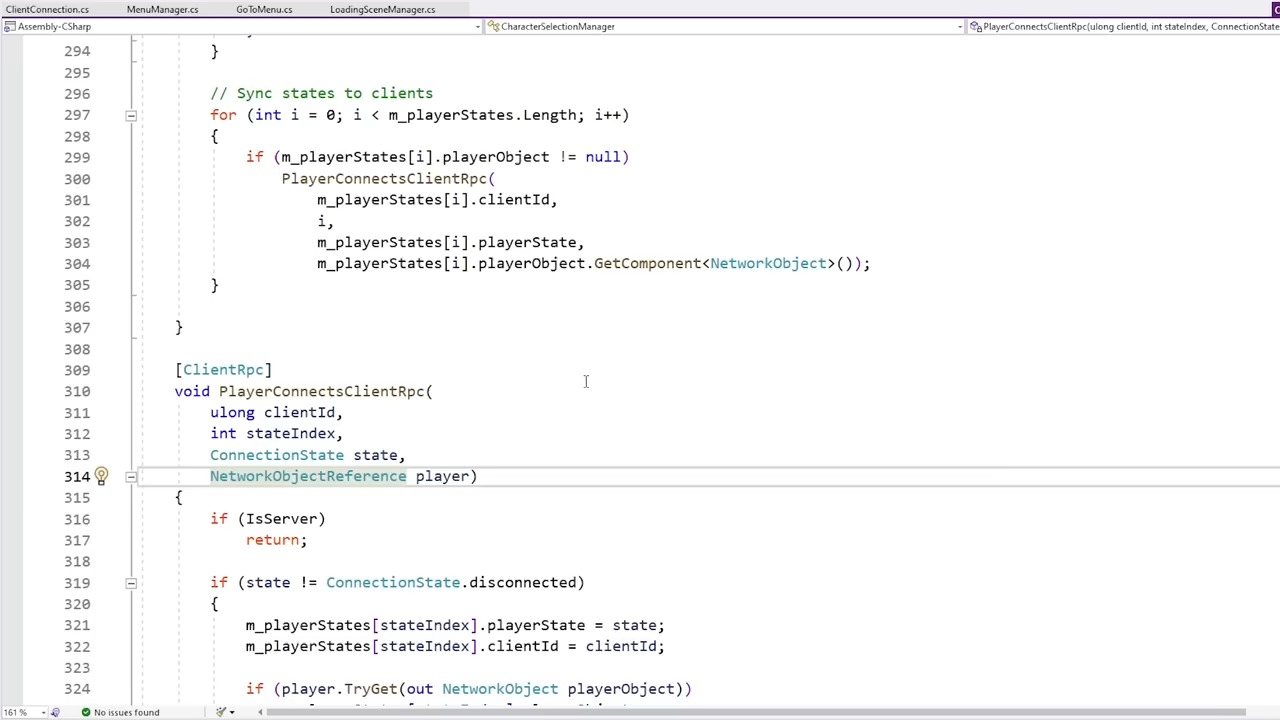 ClientConnection.cs MenuManager.cs GoToMenu.cs LoadingSceneManager.cs
Assembly-CSharp CharacterSelectionManager PlayerConnectsClientRpc(ulong clientId, int stateIndex, ConnectionState
294 }
295
296 // Sync states to clients
297 for (int i = 0; i < m_playerStates.Length; i++)
298 {
299 if (m_playerStates[i].playerObject != null)
300 PlayerConnectsClientRpc(
301 m_playerStates[i].clientId,
302 i,
303 m_playerStates[i].playerState,
304 m_playerStates[i].playerObject.GetComponent<NetworkObject>());
305 }
306
307 }
308
309 [ClientRpc]
310 void PlayerConnectsClientRpc(
311 ulong clientId,
312 int stateIndex,
313 ConnectionState state,
314 NetworkObjectReference player)
315 {
316 if (IsServer)
317 return;
318
319 if (state != ConnectionState.disconnected)
320 {
321 m_playerStates[stateIndex].playerState = state;
322 m_playerStates[stateIndex].clientId = clientId;
323
324 if (player.TryGet(out NetworkObject playerObject))
161 % No issues found